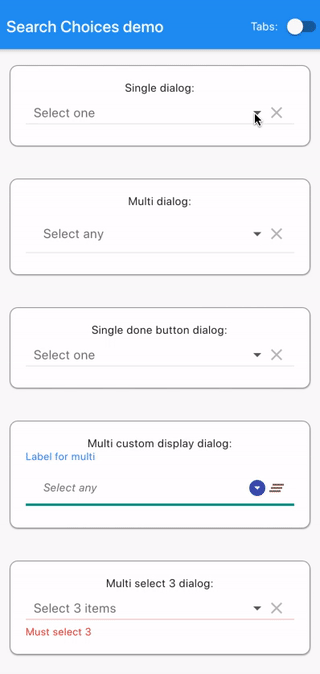 Search Choices demo
Tabs:
Single dialog:
Select one
Multi dialog:
Select any
Single done button dialog:
Select one
Multi custom display dialog:
Label for multi
Select any
Multi select 3 dialog:
Select 3 items
Must select 3